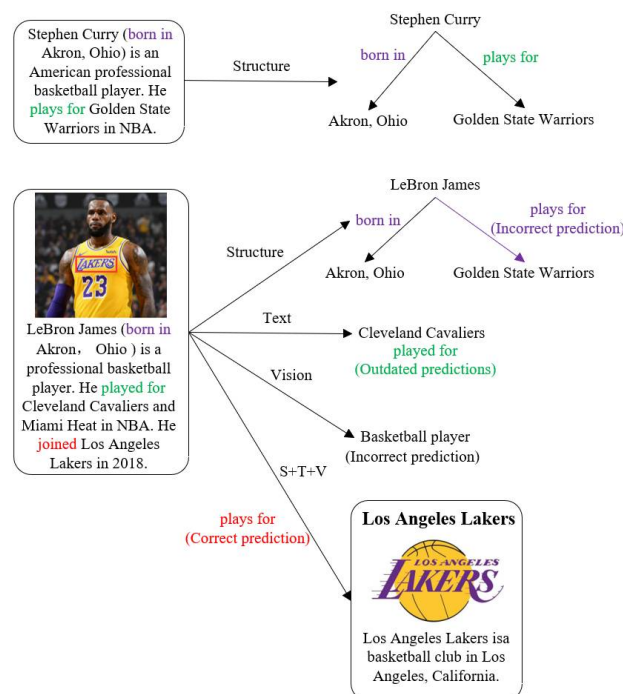 Stephen Curry (born in
Akron, Ohio) is an
American professional
basketball player. He
plays for Golden State
Warriors in NBA.
Structure
Stephen Curry
born in
plays for
Akron, Ohio
Golden State Warriors
LAKERS
23
LeBron James (born in
Akron， Ohio ) is a
professional basketball
player. He played for
Cleveland Cavaliers and
Miami Heat in NBA. He
joined Los Angeles
Lakers in 2018.
Structure
LeBron James
born in
plays for
(Incorrect prediction)
Akron, Ohio
Golden State Warriors
Text
Cleveland Cavaliers
played for
(Outdated predictions)
Vision
Basketball player
(Incorrect prediction)
S+T+V
plays for
(Correct prediction)
Los Angeles Lakers
LOS ANGELES
LAKERS
Los Angeles Lakers isa
basketball club in Los
Angeles, California.